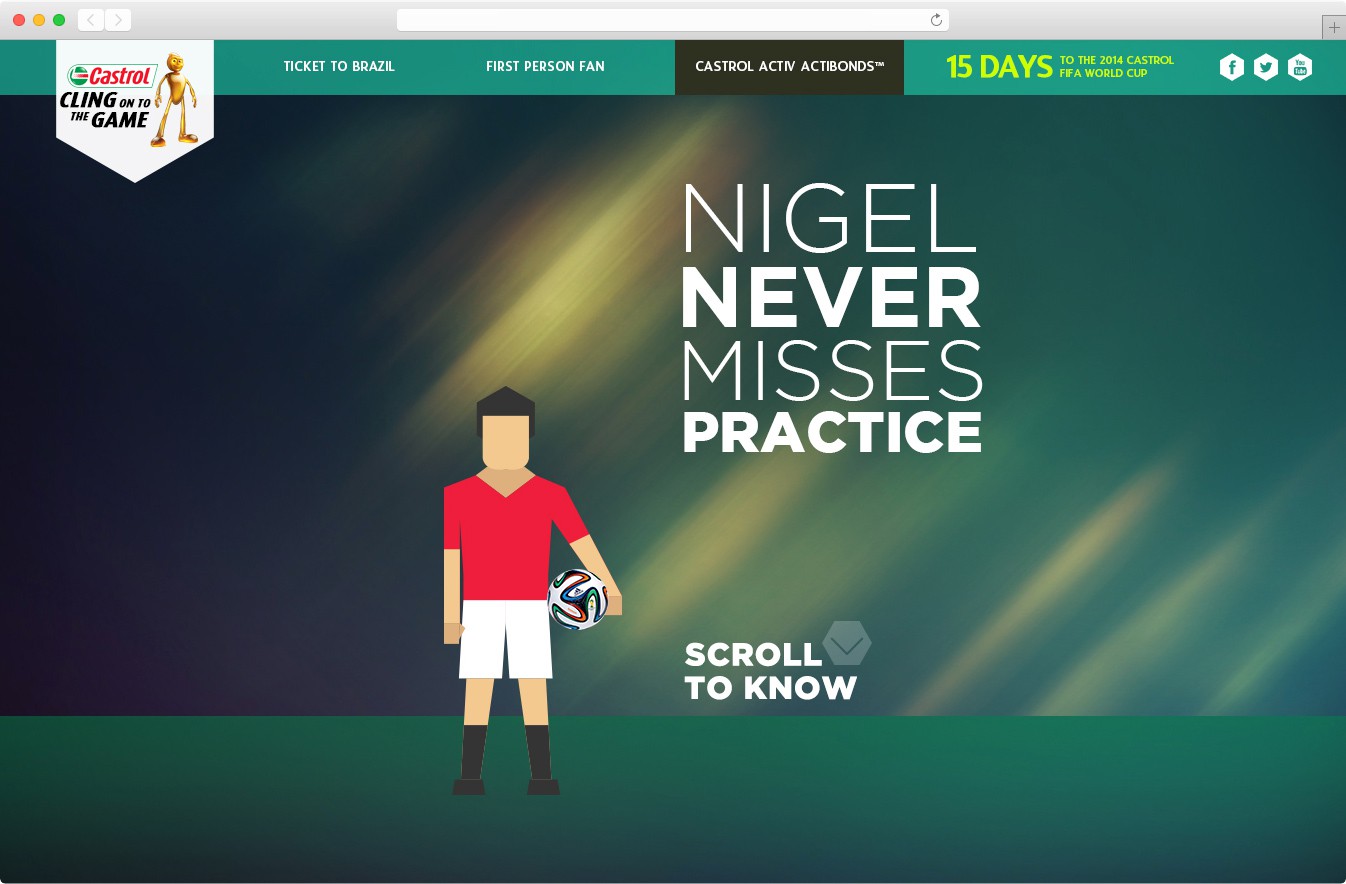 Castrol
CLING ON TO
THE GAME
TICKET TO BRAZIL
FIRST PERSON FAN
CASTROL ACTIV ACTIBONDS™
15 DAYS
TO THE 2014 CASTROL
FIFA WORLD CUP
You
Tube
NIGEL
NEVER
MISSES
PRACTICE
SCROLL
TO KNOW